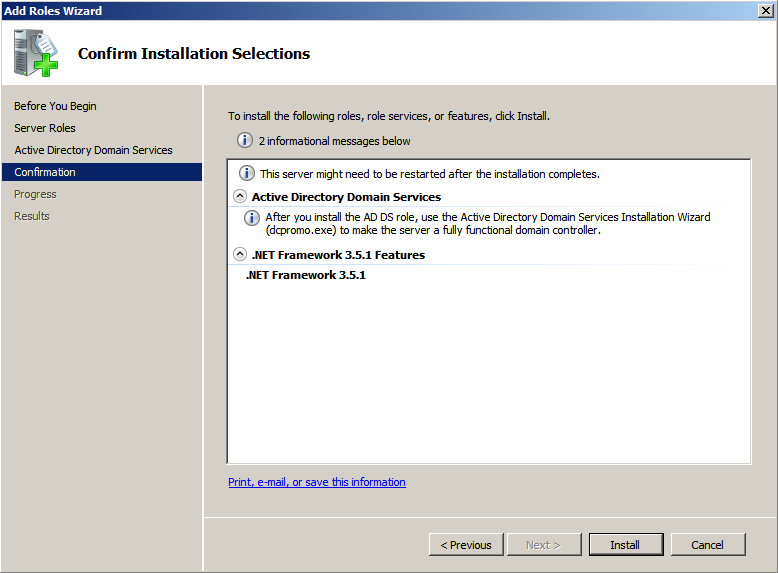 Add Roles Wizard
Confirm Installation Selections
Before You Begin
Server Roles
Active Directory Domain Services
Confirmation
Progress
Results
To install the following roles, role services, or features, click Install.
2 informational messages below
This server might need to be restarted after the installation completes.
Active Directory Domain Services
After you install the AD DS role, use the Active Directory Domain Services Installation Wizard
(dcpromo.exe) to make the server a fully functional domain controller.
.NET Framework 3.5.1 Features
.NET Framework 3.5.1
Print, e-mail, or save this information
< Previous
Next >
Install
Cancel